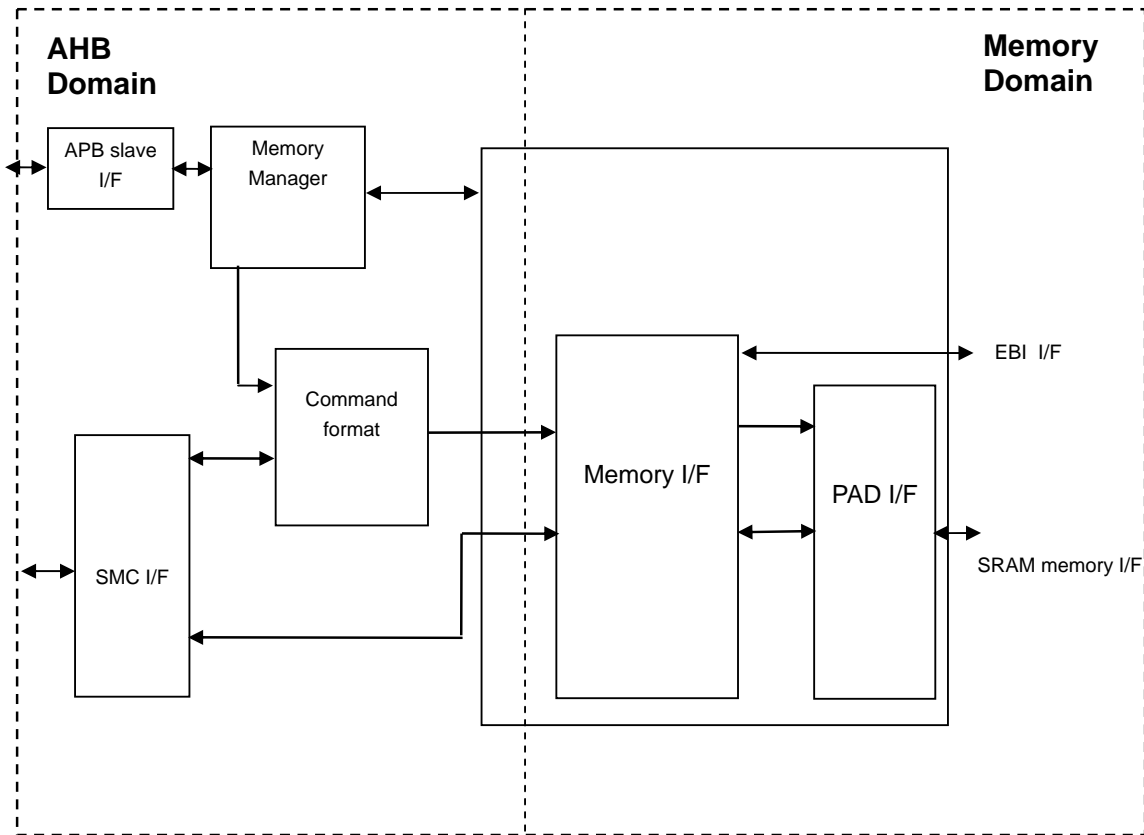 AHB
Domain
Memory
Domain
APB slave
I/F
Memory
Manager
EBI I/F
Command
format
Memory I/F
PAD I/F
SMC I/F
SRAM memory I/F